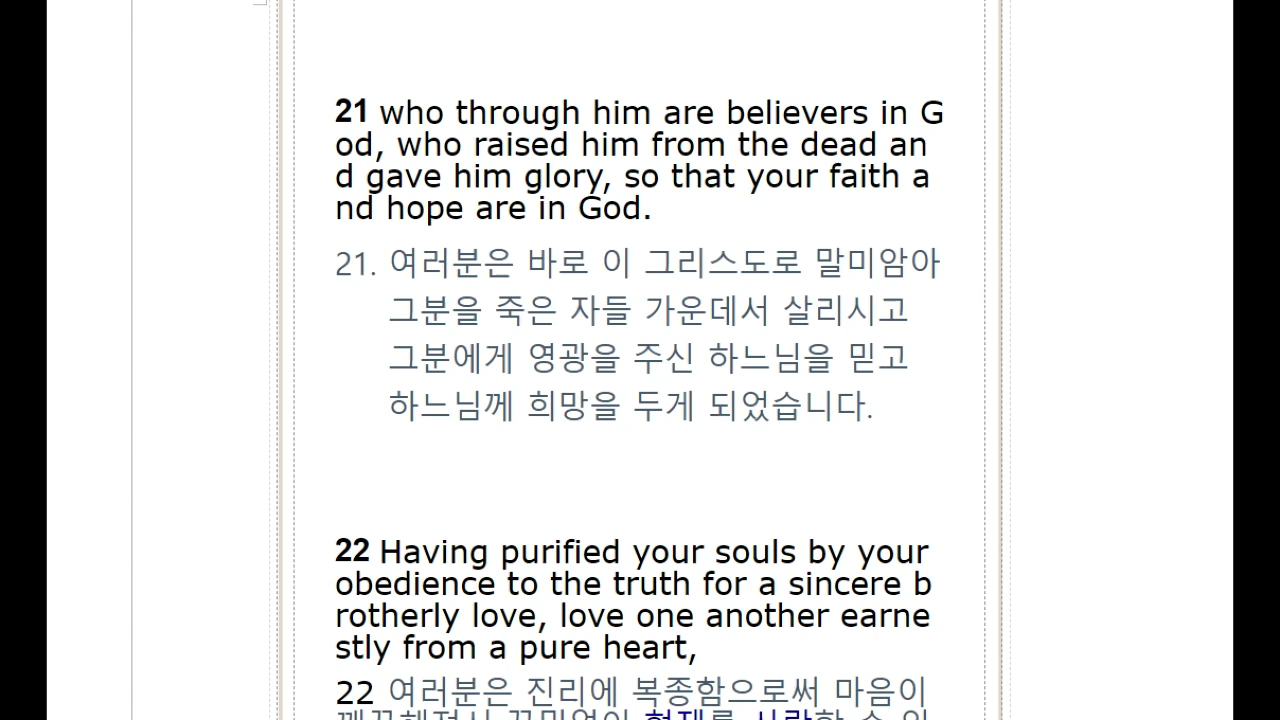 21 who through him are believers in G
od, who raised him from the dead an
d gave him glory, so that your faith a
nd hope are in God.
21. 여러분은 바로 이 그리스도로 말미암아
그분을 죽은 자들 가운데서 살리시고
그분에게 영광을 주신 하느님을 믿고
하느님께 희망을 두게 되었습니다.
22 Having purified your souls by your
obedience to the truth for a sincere b
rotherly love, love one another earne
stly from a pure heart,
22 여러분은 진리에 복종함으로써 마음이